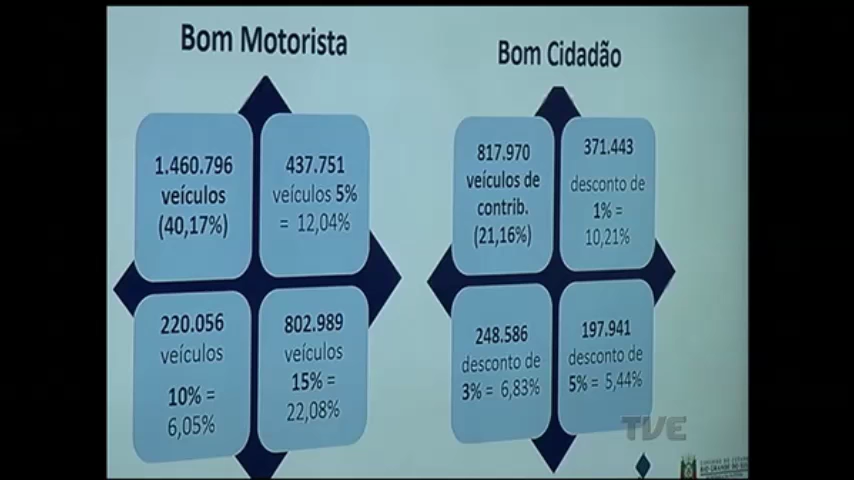 Bom Motorista
1.460.796
veículos
(40,17%)
437.751
veículos 5%
= 12,04%
220.056
veículos
10% =
6,05%
802.989
veículos
15% =
22,08%
Bom Cidadão
817.970
veículos de
contrib.
(21,16%)
371.443
desconto de
1% =
10,21%
248.586
desconto de
3% = 6,83%
197.941
desconto de
5% = 5,44%
TVE